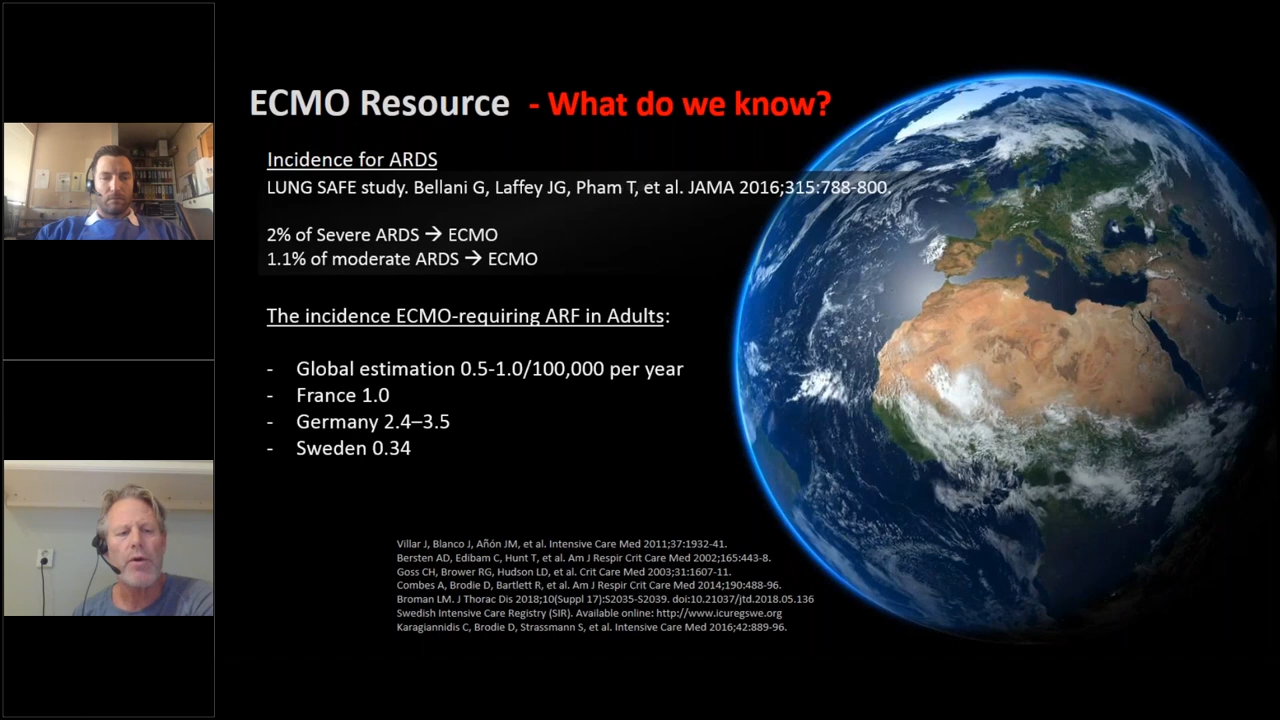 ECMO Resource - What do we know?
Incidence for ARDS
LUNG SAFE study. Bellani G, Laffey JG, Pham T, et al. JAMA 2016;315:788-800.
2% of Severe ARDS → ECMO
1.1% of moderate ARDS → ECMO
The incidence ECMO-requiring ARF in Adults:
- Global estimation 0.5-1.0/100,000 per year
- France 1.0
- Germany 2.4–3.5
- Sweden 0.34
Villar J, Blanco J, Añón JM, et al. Intensive Care Med 2011;37:1932-41.
Bersten AD, Edibam C, Hunt T, et al. Am J Respir Crit Care Med 2002;165:443-8.
Goss CH, Brower RG, Hudson LD, et al. Crit Care Med 2003;31:1607-11.
Combes A, Brodie D, Bartlett R, et al. Am J Respir Crit Care Med 2014;190:488-96.
Broman LM. J Thorac Dis 2018;10(Suppl 17):S2035-S2039. doi:10.21037/jtd.2018.05.136
Swedish Intensive Care Registry (SIR). Available online: http://www.icuregswe.org
Karagiannidis C, Brodie D, Strassmann S, et al. Intensive Care Med 2016;42:889-96.